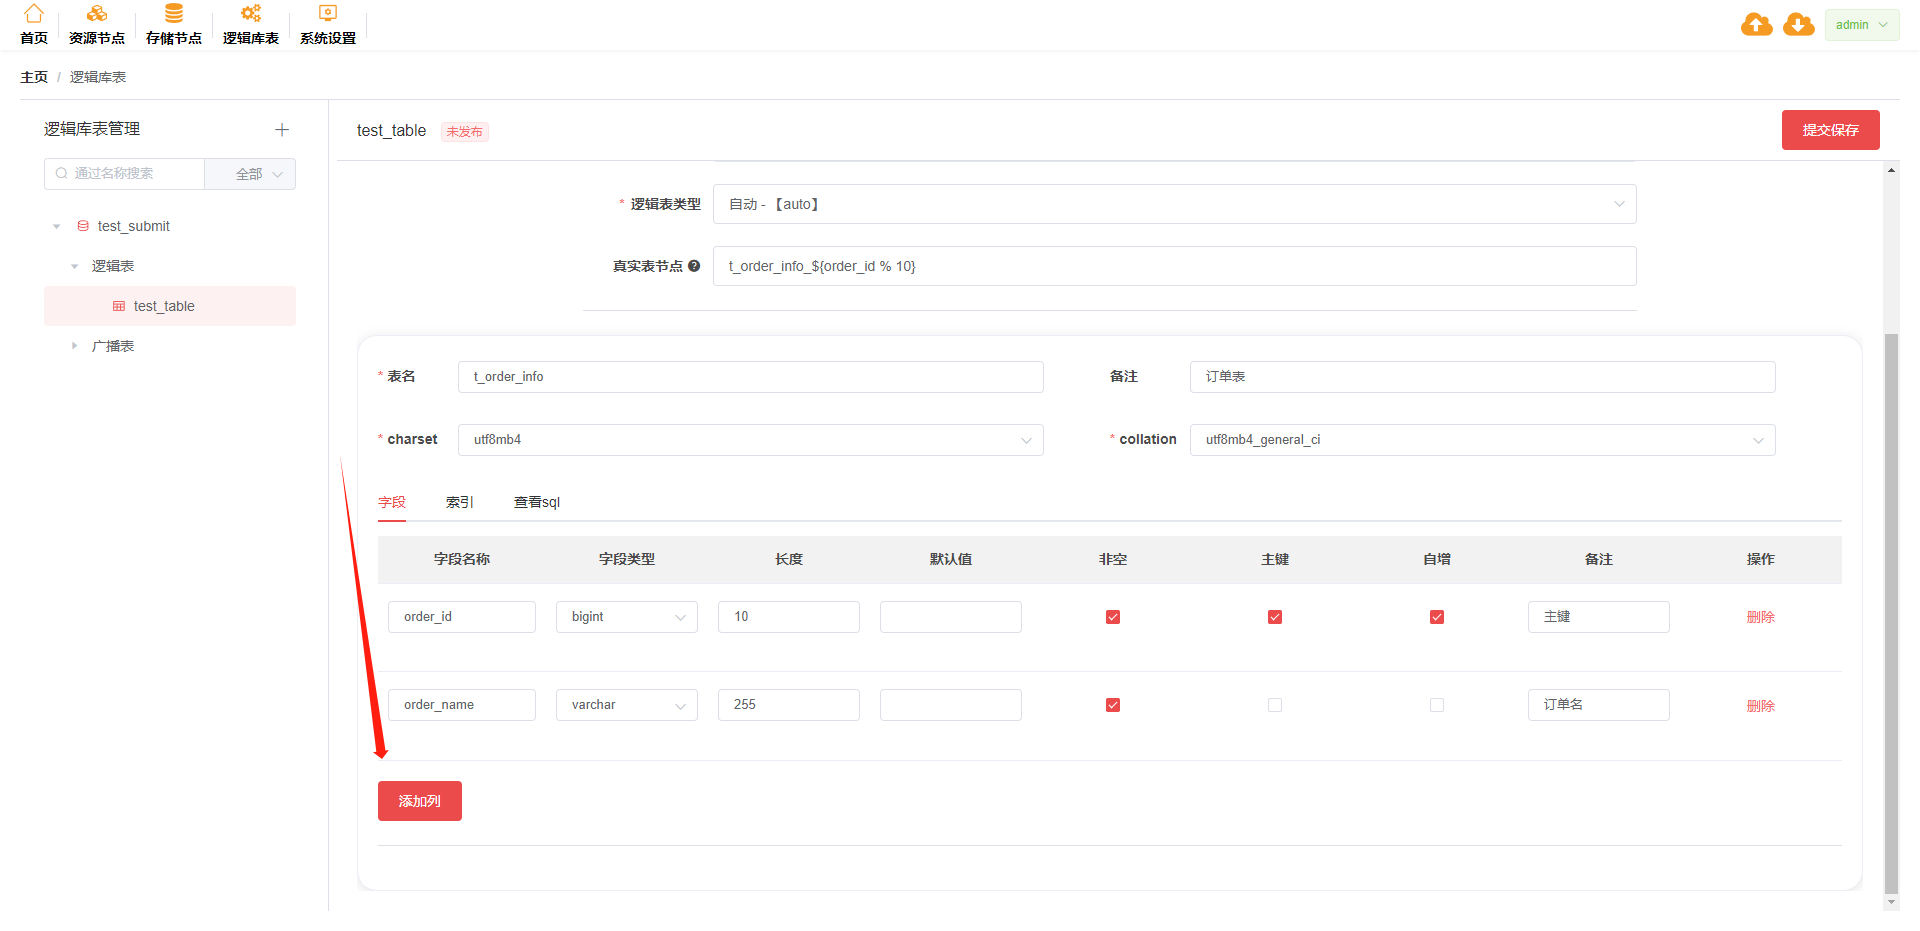 首页 资源节点 存储节点 逻辑库表 系统设置 admin
主页 / 逻辑库表
逻辑库表管理
通过名称搜索 全部
test_submit
逻辑表
test_table
广播表
test_table 未发布 提交保存
* 逻辑表类型 自动 - 【auto】
真实表节点 t_order_info_${order_id % 10}
* 表名 t_order_info 备注 订单表
* charset utf8mb4 * collation utf8mb4_general_ci
字段 索引 查看sql
字段名称 字段类型 长度 默认值 非空 主键 自增 备注 操作
order_id bigint 10 主键 删除
order_name varchar 255 订单名 删除
添加列